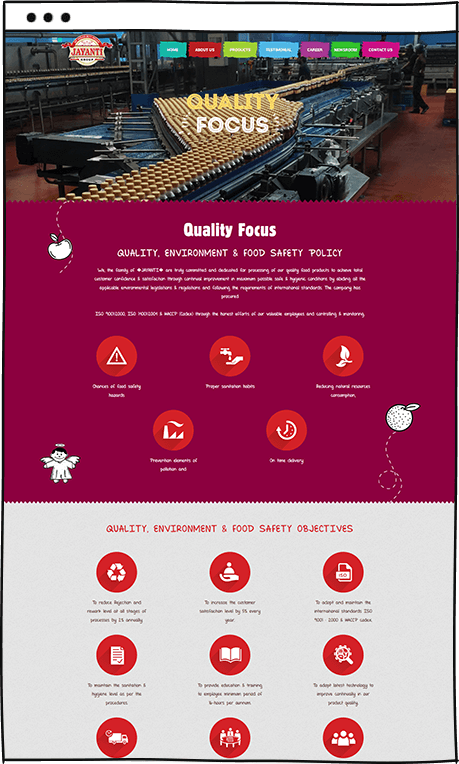 JAYANTI
GROUP
HOME
ABOUT US
PRODUCTS
TESTIMONIAL
CAREER
NEWSROOM
CONTACT US
QUALITY
& FOCUS
Quality Focus
QUALITY, ENVIRONMENT & FOOD SAFETY POLICY
We, the family of �JAYANTI� are truly committed and dedicated for processing of our quality food products to achieve total
customer confidence & satisfaction through continual improvement in maximum possible safe & hygienic conditions by abiding all the
applicable environmental legislations & regulations and following the requirements of international standards. The company has
procured
ISO 9001:2000, ISO 14001:2004 & HACCP (Codex) through the honest efforts of our valuable employees and controlling & monitoring.
Chances of food safety
hazards
Proper sanitation habits
Reducing natural resources
consumption,
Prevention elements of
pollution and
On time delivery
QUALITY, ENVIRONMENT & FOOD SAFETY OBJECTIVES
To reduce Rejection and
rework level at all stages of
processes by 2% annually.
To increase the customer
satisfaction level by 5% every
year.
ISO
To adopt and maintain the
international standards ISO
9001 : 2000 & HACCP codex.
To maintain the sanitation &
hygiene level as per the
procedures.
To provide education & training
to employee minimum period of
16-hours per annum.
To adopt latest technology to
improve continually in our
product quality.